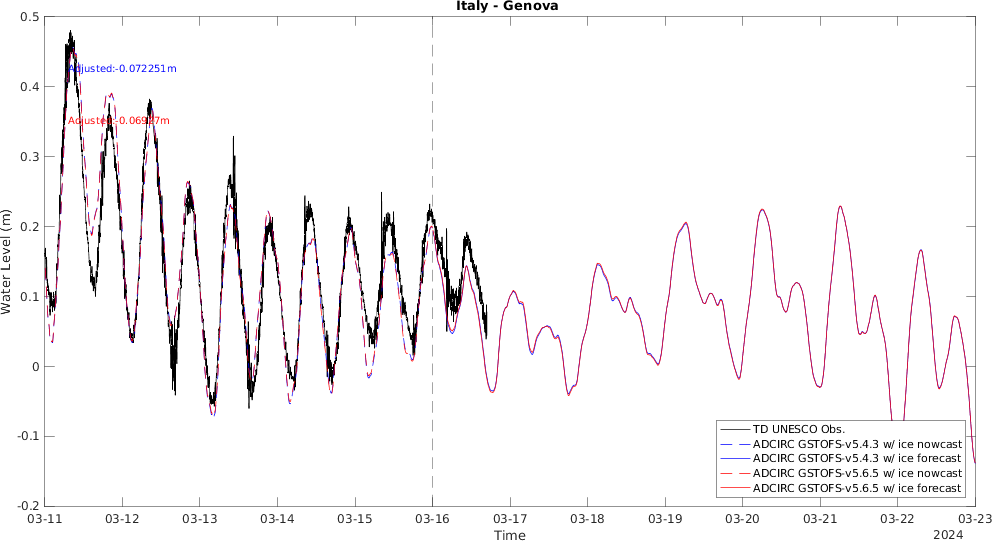 Italy - Genova
Water Level (m)
0.5
0.4
0.3
0.2
0.1
0
-0.1
-0.2
Adjusted:-0.072251m
TD UNESCO Obs.
ADCIRC GSTOFS-v5.4.3 w/ ice nowcast
ADCIRC GSTOFS-v5.4.3 w/ ice forecast
ADCIRC GSTOFS-v5.6.5 w/ ice nowcast
ADCIRC GSTOFS-v5.6.5 w/ ice forecast
03-11 03-12 03-13 03-14 03-15 03-16 03-17 03-18 03-19 03-20 03-21 03-22 03-23
Time
2024